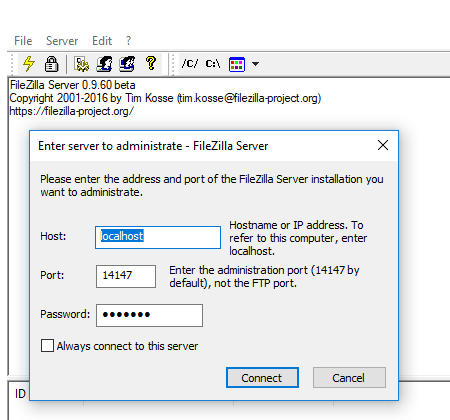 File Server Edit ?
/C/ C:\
FileZilla Server 0.9.60 beta
Copyright 2001-2016 by Tim Kosse (tim.kosse@filezilla-project.org)
https://filezilla-project.org/
Enter server to administrate - FileZilla Server
Please enter the address and port of the FileZilla Server installation you
want to administrate.
Host:
localhost
Hostname or IP address. To
refer to this computer, enter
localhost.
Port:
14147
Enter the administration port (14147 by
default), not the FTP port.
Password:
•••••••
Always connect to this server
Connect
Cancel
ID